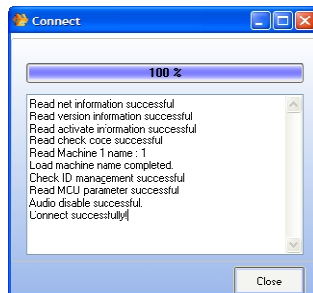 Connect
100 %
Read net information successful
Read version information successful
Read activate information successful
Read check code successful
Read Machine 1 name : 1
Load machine name completed.
Check ID management successful
Read MCU parameter successful
Audio disable successful.
Connect successfully!
Close